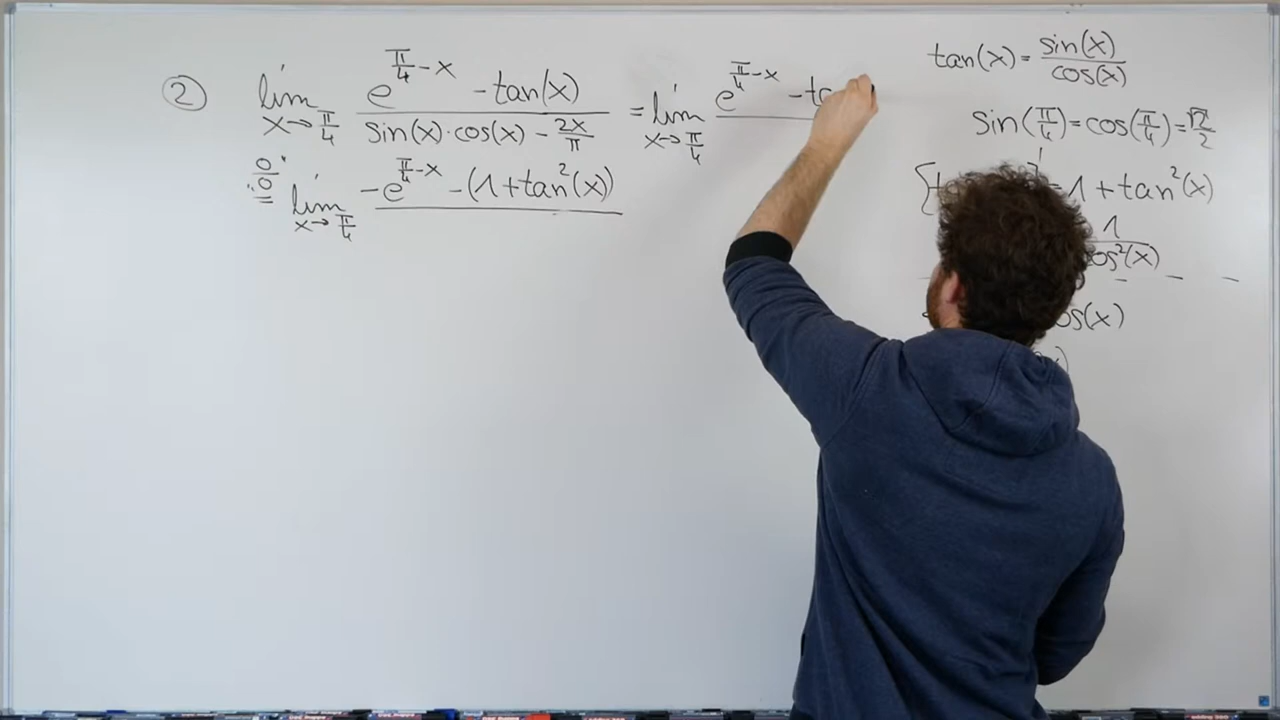 ② lim x→π/4 (e^(π/4 - x) - tan(x)) / (sin(x)·cos(x) - 2x/π) = lim x→π/4 e^(π/4 - x) - ta
"0/0" = lim x→π/4 -e^(π/4 - x) - (1+tan²(x))
tan(x) = sin(x)/cos(x)
sin(π/4) = cos(π/4) = √2/2
{t }' = 1 + tan²(x)
1/cos²(x)
os(x)
)